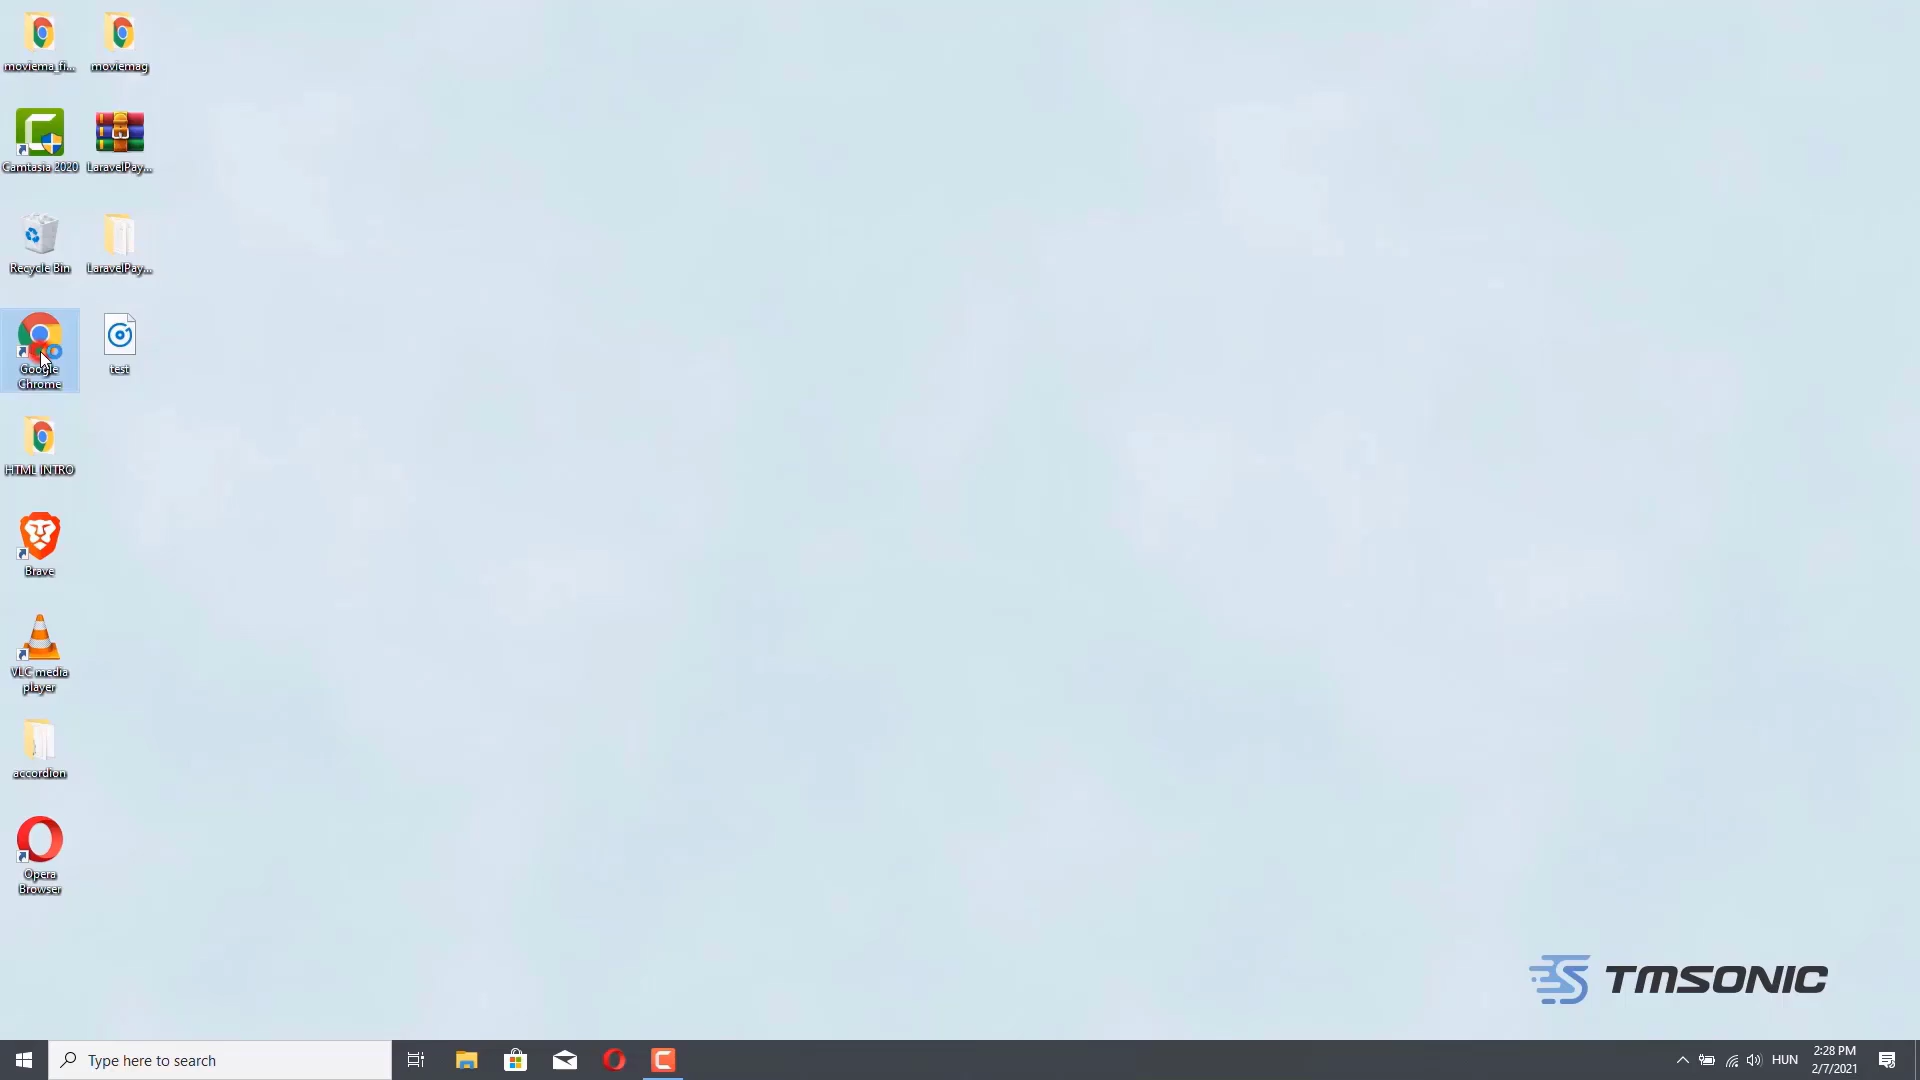 moviema_fi...
moviemag
Camtasia 2020
LaravelPay...
Recycle Bin
LaravelPay...
Google
Chrome
test
HTML INTRO
Brave
VLC media
player
accordion
Opera
Browser
TMSONIC
Type here to search
HUN
2:28 PM
2/7/2021